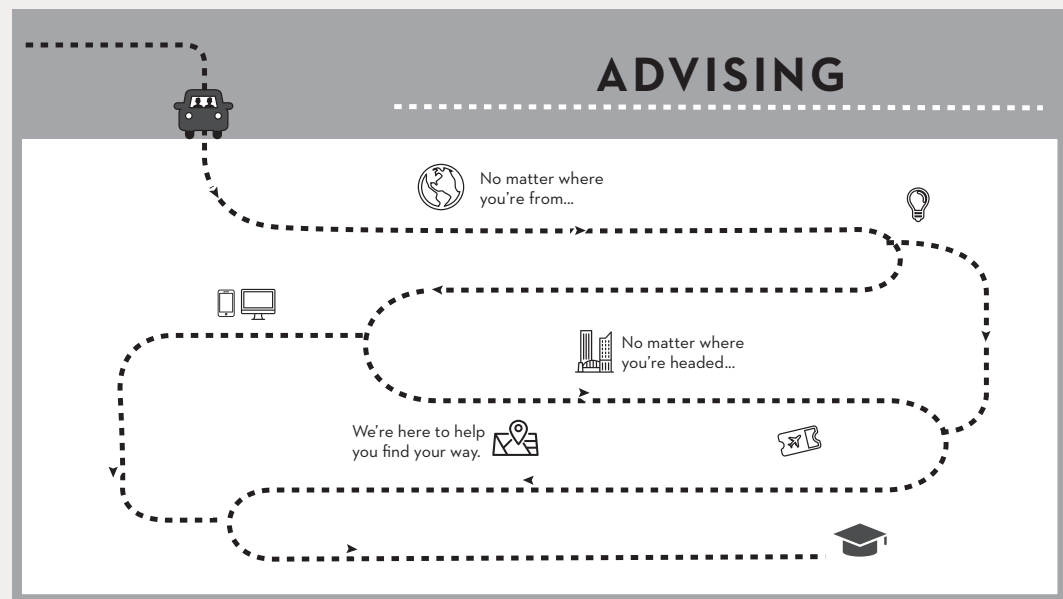 ADVISING
No matter where
you're from...
No matter where
you're headed...
We're here to help
you find your way.